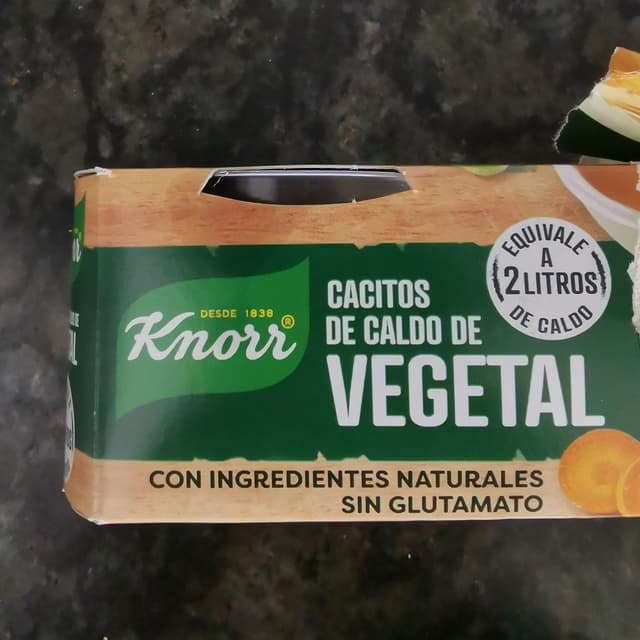 DESDE 1838
Knorr®
CACITOS
DE CALDO DE
VEGETAL
EQUIVALE
A
2 LITROS
DE CALDO
CON INGREDIENTES NATURALES
SIN GLUTAMATO